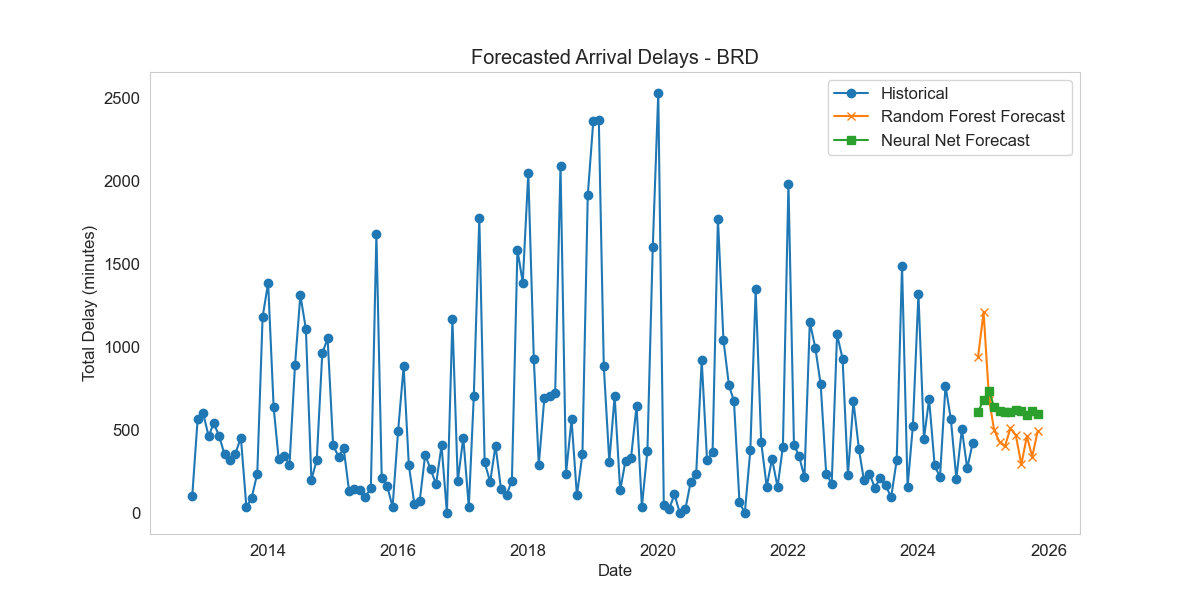 Forecasted Arrival Delays - BRD
Historical
Random Forest Forecast
Neural Net Forecast
Total Delay (minutes)
2500
2000
1500
1000
500
0
2014 2016 2018 2020 2022 2024 2026
Date